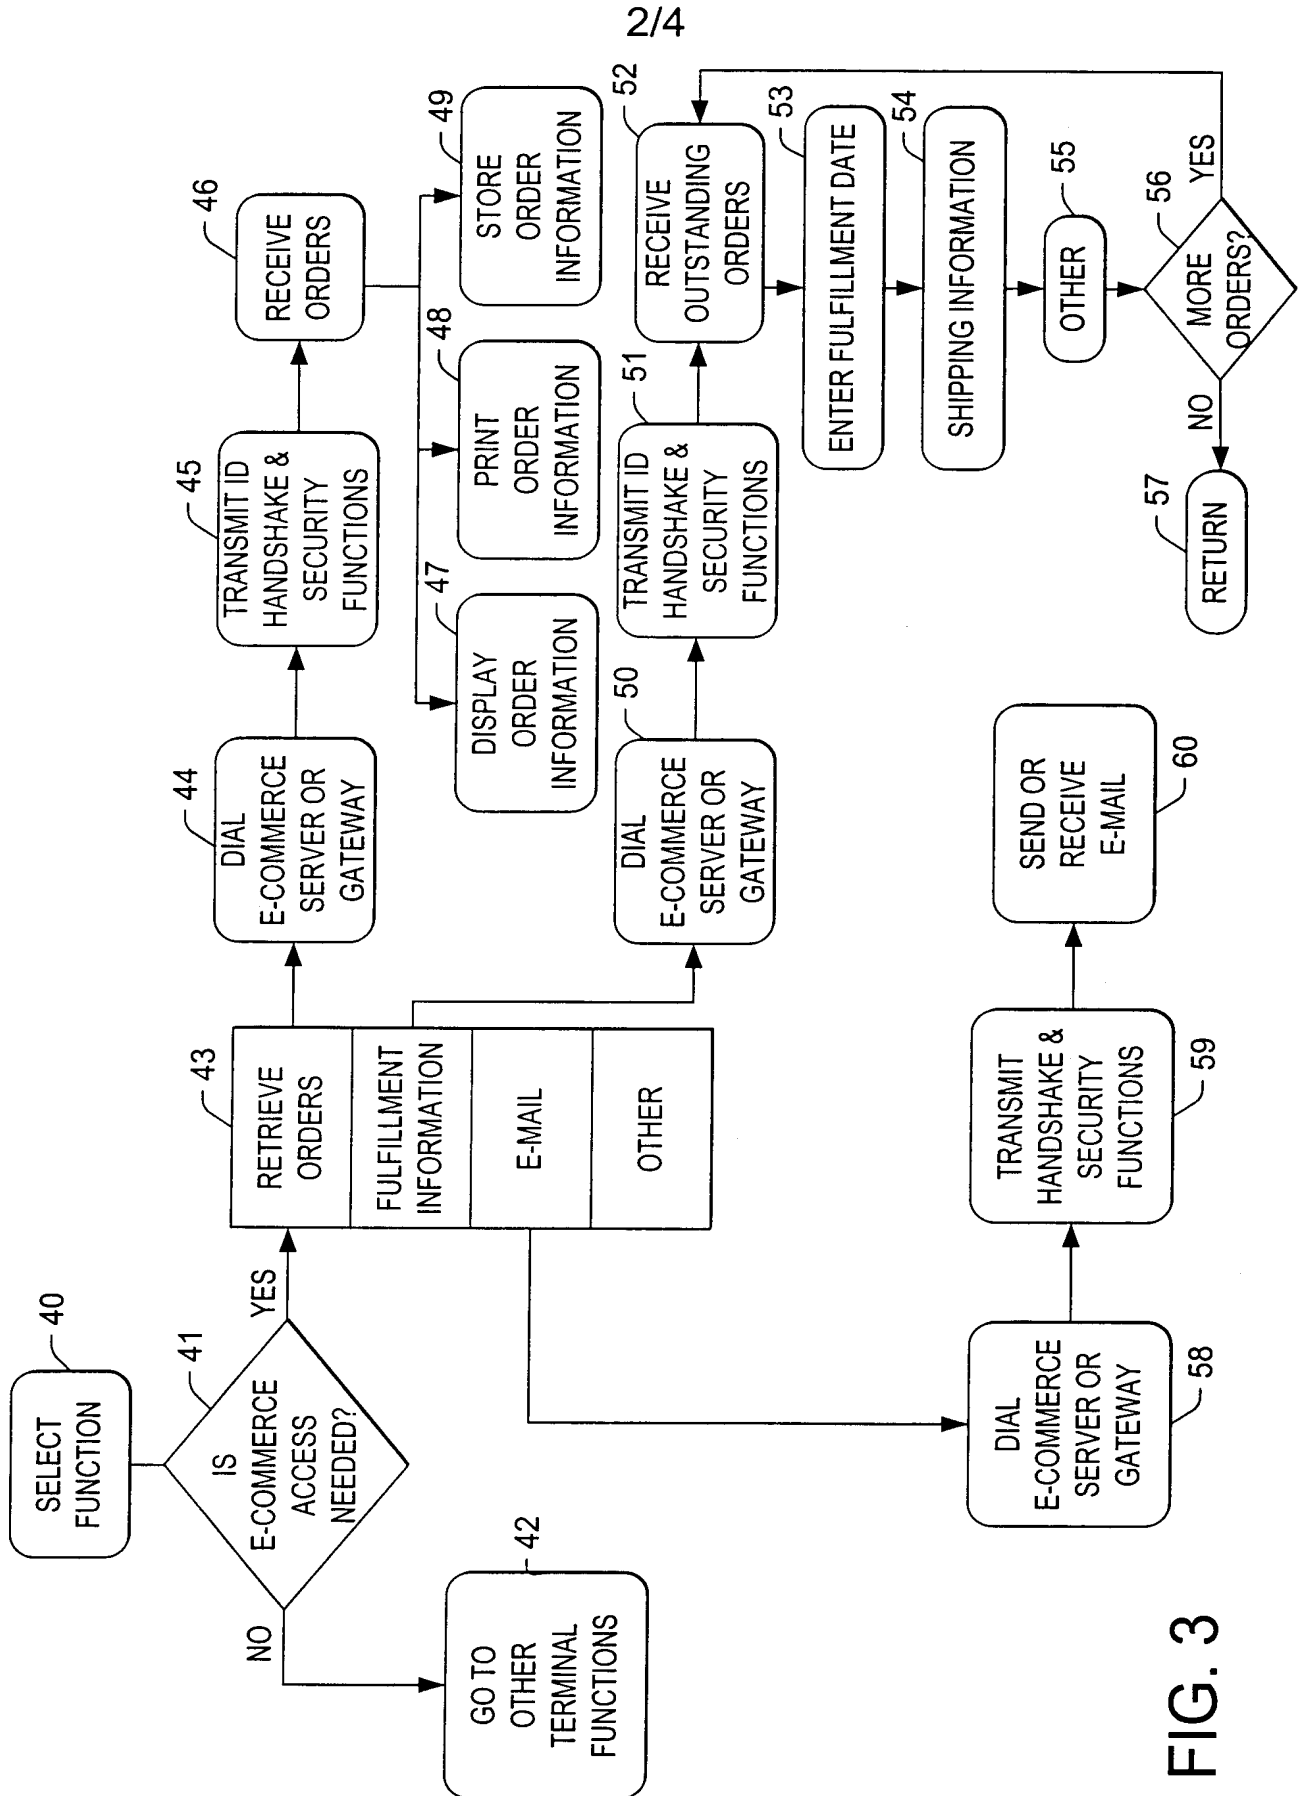 2/4
40
SELECT
FUNCTION
41
IS
E-COMMERCE
ACCESS
NEEDED?
YES
NO
42
GO TO
OTHER
TERMINAL
FUNCTIONS
43
RETRIEVE
ORDERS
FULFILLMENT
INFORMATION
E-MAIL
OTHER
44
DIAL
E-COMMERCE
SERVER OR
GATEWAY
45
TRANSMIT ID
HANDSHAKE &
SECURITY
FUNCTIONS
46
RECEIVE
ORDERS
47
DISPLAY
ORDER
INFORMATION
48
PRINT
ORDER
INFORMATION
49
STORE
ORDER
INFORMATION
50
DIAL
E-COMMERCE
SERVER OR
GATEWAY
51
TRANSMIT ID
HANDSHAKE &
SECURITY
FUNCTIONS
52
RECEIVE
OUTSTANDING
ORDERS
53
ENTER FULFILLMENT DATE
54
SHIPPING INFORMATION
55
OTHER
56
MORE
ORDERS?
YES
NO
57
RETURN
DIAL
E-COMMERCE
SERVER OR
GATEWAY
58
TRANSMIT
HANDSHAKE &
SECURITY
FUNCTIONS
59
SEND OR
RECEIVE
E-MAIL
60
FIG. 3